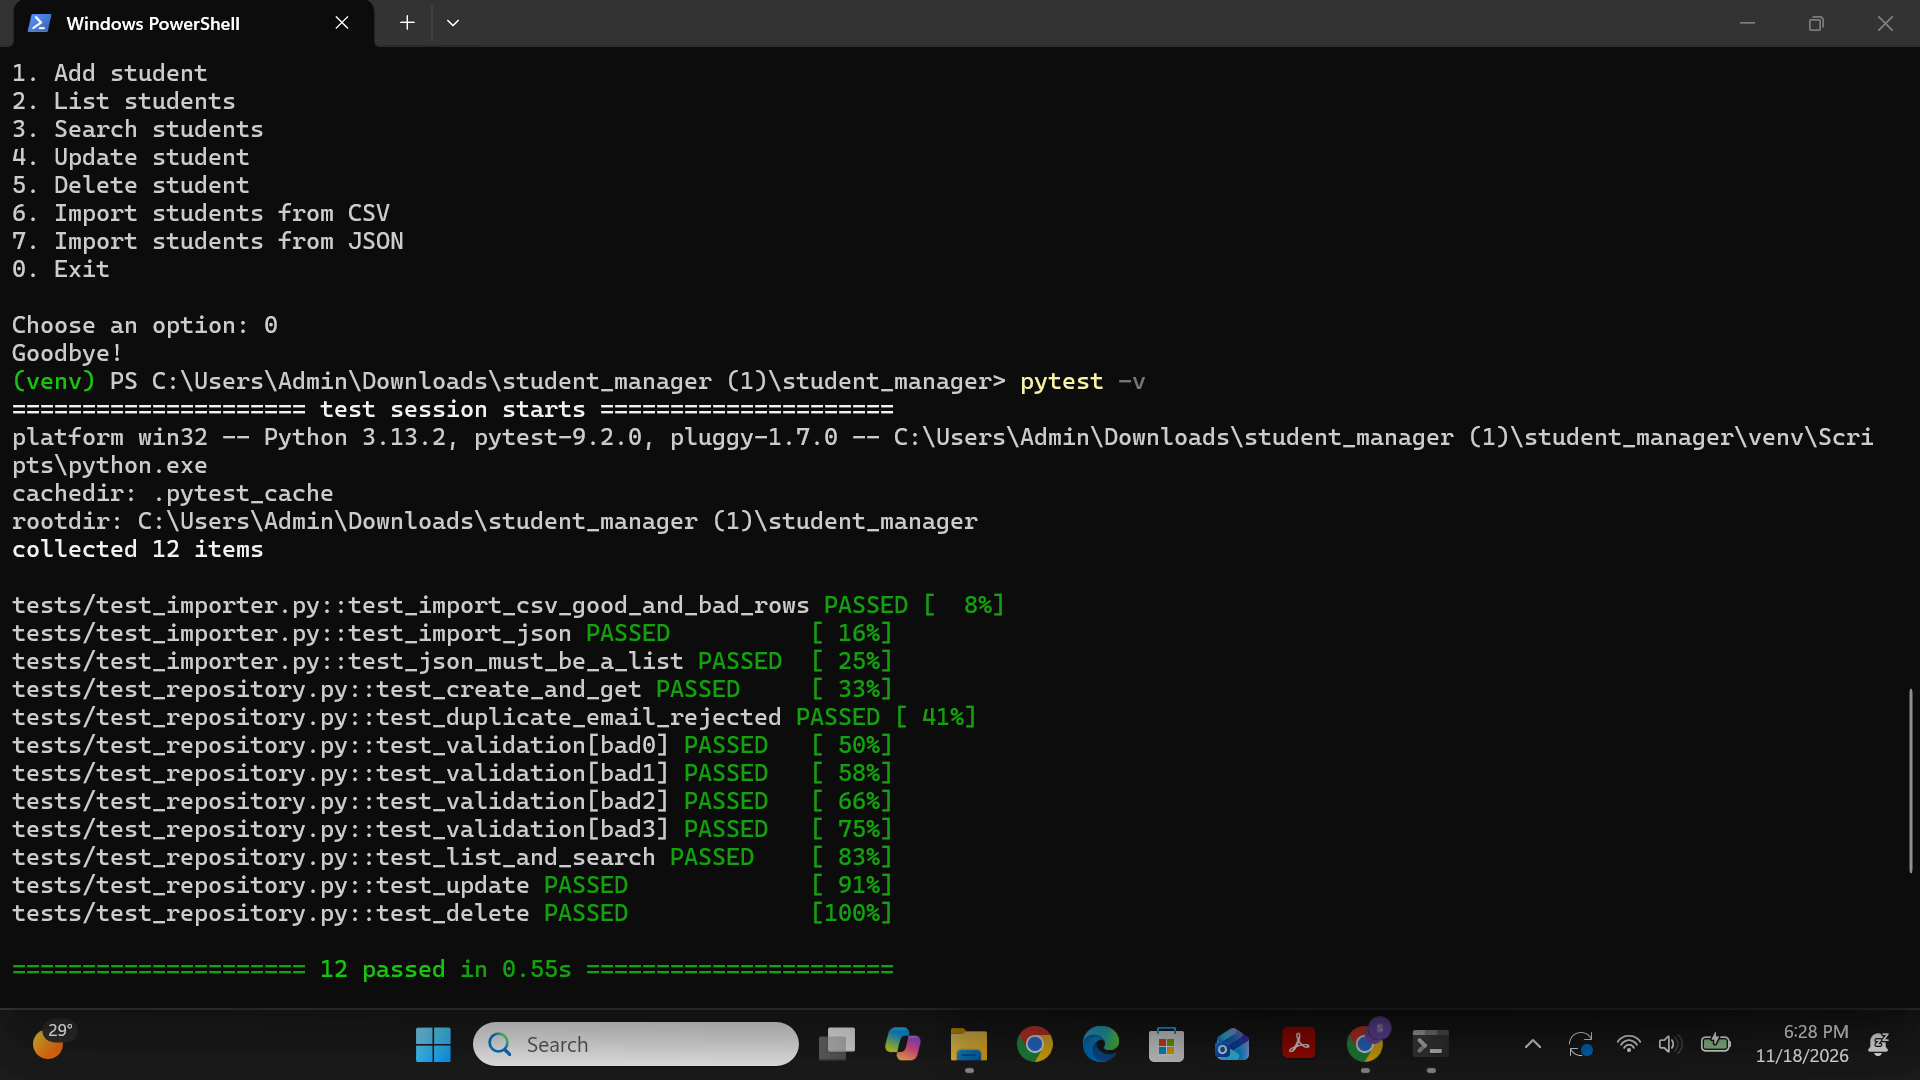 Windows PowerShell
1. Add student
2. List students
3. Search students
4. Update student
5. Delete student
6. Import students from CSV
7. Import students from JSON
0. Exit
Choose an option: 0
Goodbye!
(venv) PS C:\Users\Admin\Downloads\student_manager (1)\student_manager> pytest -v
===================== test session starts =====================
platform win32 -- Python 3.13.2, pytest-9.2.0, pluggy-1.7.0 -- C:\Users\Admin\Downloads\student_manager (1)\student_manager\venv\Scri
pts\python.exe
cachedir: .pytest_cache
rootdir: C:\Users\Admin\Downloads\student_manager (1)\student_manager
collected 12 items
tests/test_importer.py::test_import_csv_good_and_bad_rows PASSED [  8%]
tests/test_importer.py::test_import_json PASSED          [ 16%]
tests/test_importer.py::test_json_must_be_a_list PASSED  [ 25%]
tests/test_repository.py::test_create_and_get PASSED     [ 33%]
tests/test_repository.py::test_duplicate_email_rejected PASSED [ 41%]
tests/test_repository.py::test_validation[bad0] PASSED   [ 50%]
tests/test_repository.py::test_validation[bad1] PASSED   [ 58%]
tests/test_repository.py::test_validation[bad2] PASSED   [ 66%]
tests/test_repository.py::test_validation[bad3] PASSED   [ 75%]
tests/test_repository.py::test_list_and_search PASSED    [ 83%]
tests/test_repository.py::test_update PASSED             [ 91%]
tests/test_repository.py::test_delete PASSED             [100%]
===================== 12 passed in 0.55s ======================
29°
Search
6:28 PM
11/18/2026